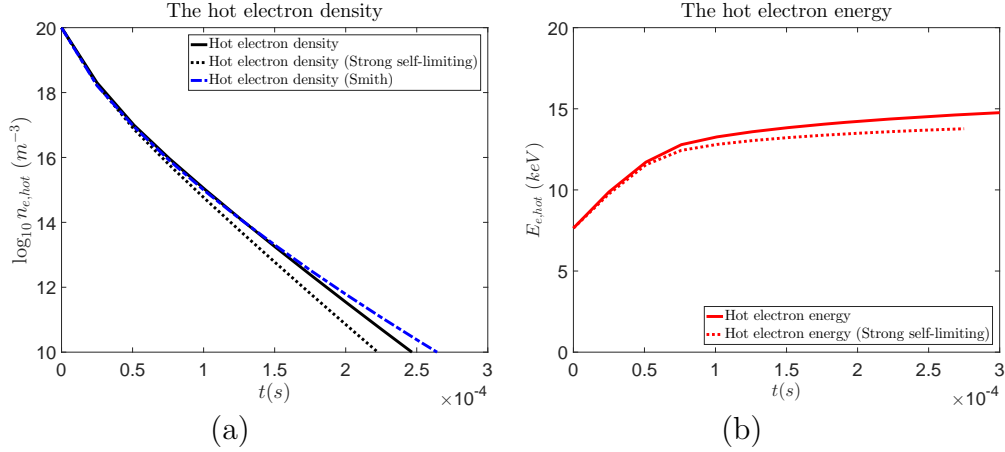 The hot electron density
20
18
16
14
12
10
log₁₀ nₑ,ₕₒₜ (m⁻³)
Hot electron density
Hot electron density (Strong self-limiting)
Hot electron density (Smith)
0 0.5 1 1.5 2 2.5 3
t(s)
×10⁻⁴
(a)
The hot electron energy
20
15
10
5
0
Eₑ,ₕₒₜ (keV)
Hot electron energy
Hot electron energy (Strong self-limiting)
0 0.5 1 1.5 2 2.5 3
t(s)
×10⁻⁴
(b)